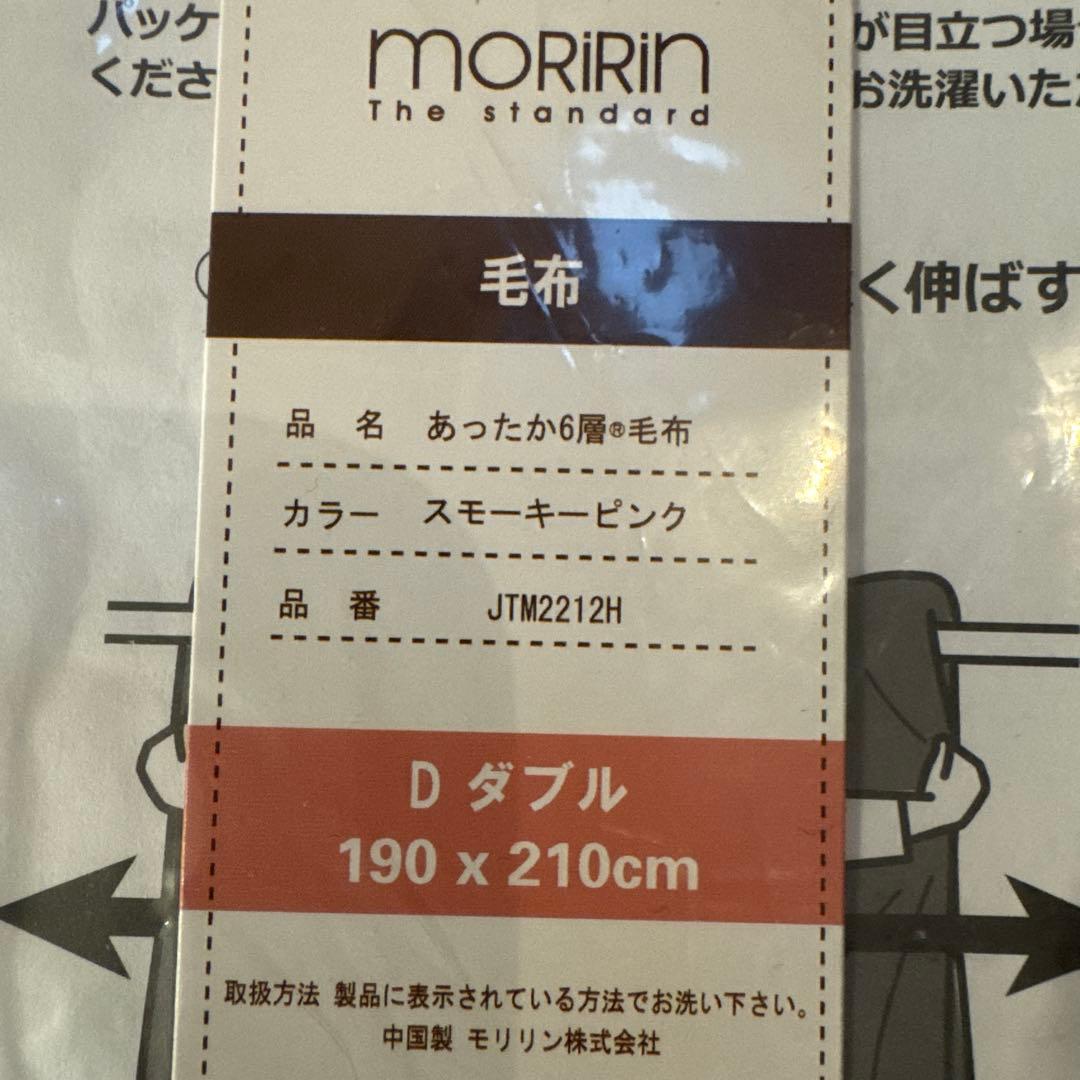 パッケ
くださ
が目立つ場
お洗濯いた
moRiRin
The standard
毛布
く伸ばす
品 名 あったか6層®毛布
カラー スモーキーピンク
品 番 JTM2212H
D ダブル
190 x 210cm
取扱方法 製品に表示されている方法でお洗い下さい。
中国製 モリリン株式会社